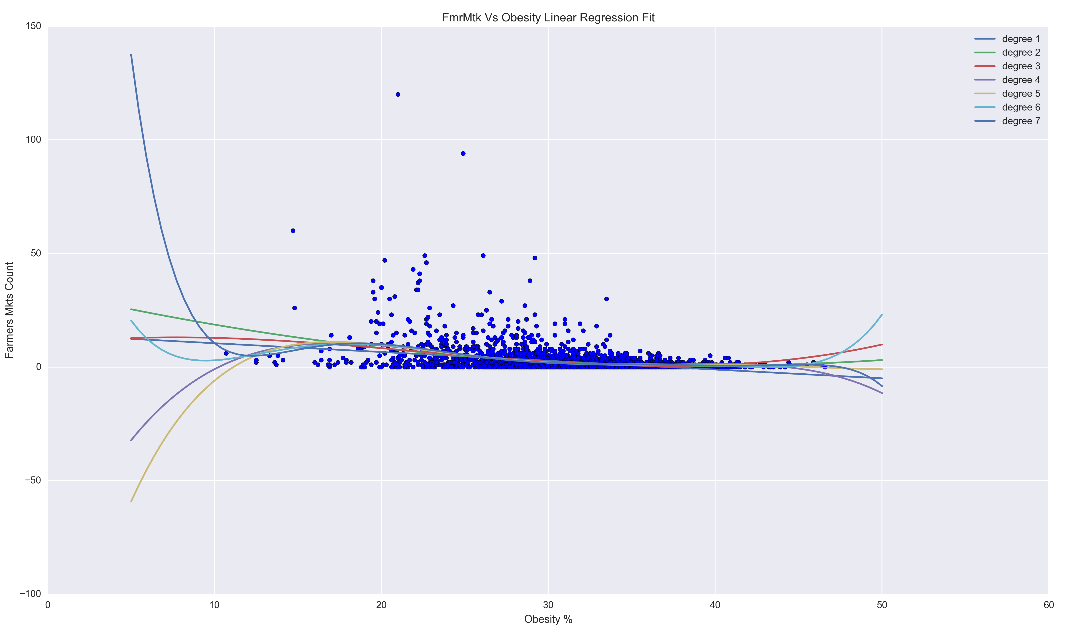 FmrMtk Vs Obesity Linear Regression Fit
150
100
50
0
−50
−100
Farmers Mkts Count
degree 1
degree 2
degree 3
degree 4
degree 5
degree 6
degree 7
0 10 20 30 40 50 60
Obesity %